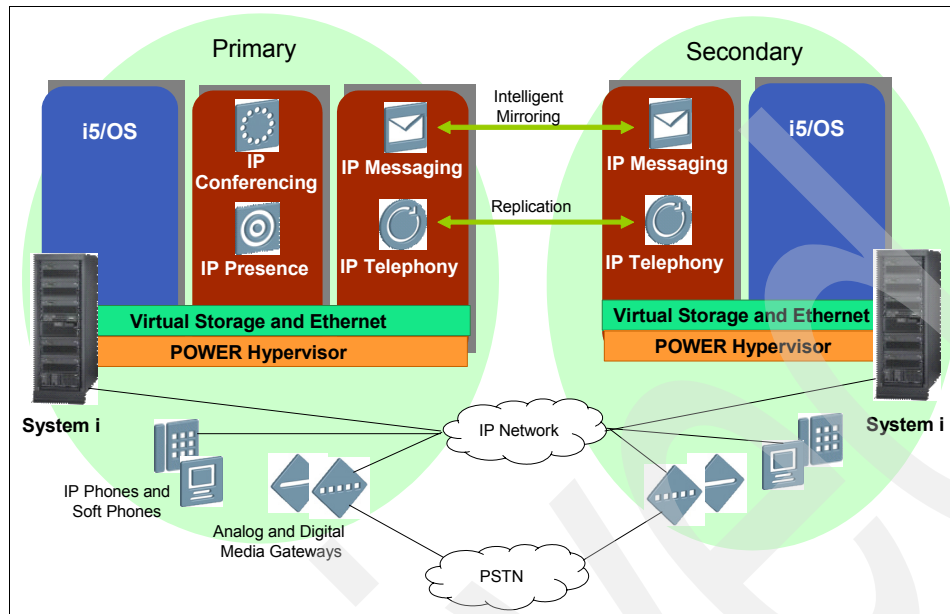 Primary
Secondary
i5/OS
IP
Conferencing
IP Presence
IP Messaging
IP Telephony
Intelligent
Mirroring
Replication
IP Messaging
IP Telephony
i5/OS
Virtual Storage and Ethernet
POWER Hypervisor
Virtual Storage and Ethernet
POWER Hypervisor
System i
System i
IP Network
IP Phones and
Soft Phones
Analog and Digital
Media Gateways
PSTN